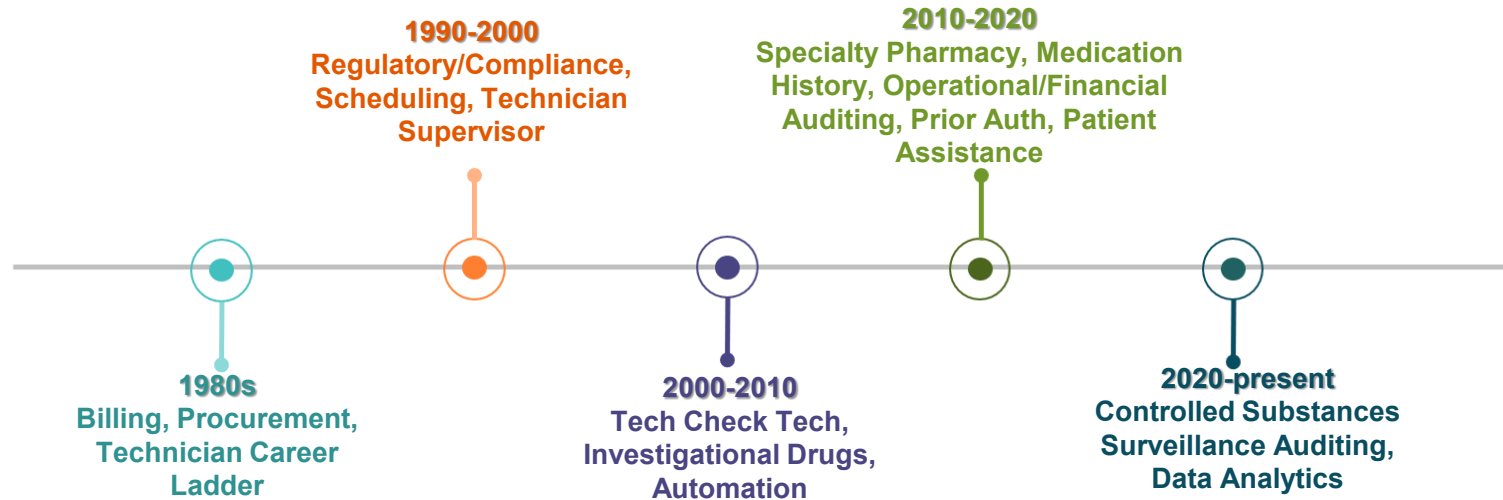 1980s
Billing, Procurement,
Technician Career
Ladder
1990-2000
Regulatory/Compliance,
Scheduling, Technician
Supervisor
2000-2010
Tech Check Tech,
Investigational Drugs,
Automation
2010-2020
Specialty Pharmacy, Medication
History, Operational/Financial
Auditing, Prior Auth, Patient
Assistance
2020-present
Controlled Substances
Surveillance Auditing,
Data Analytics